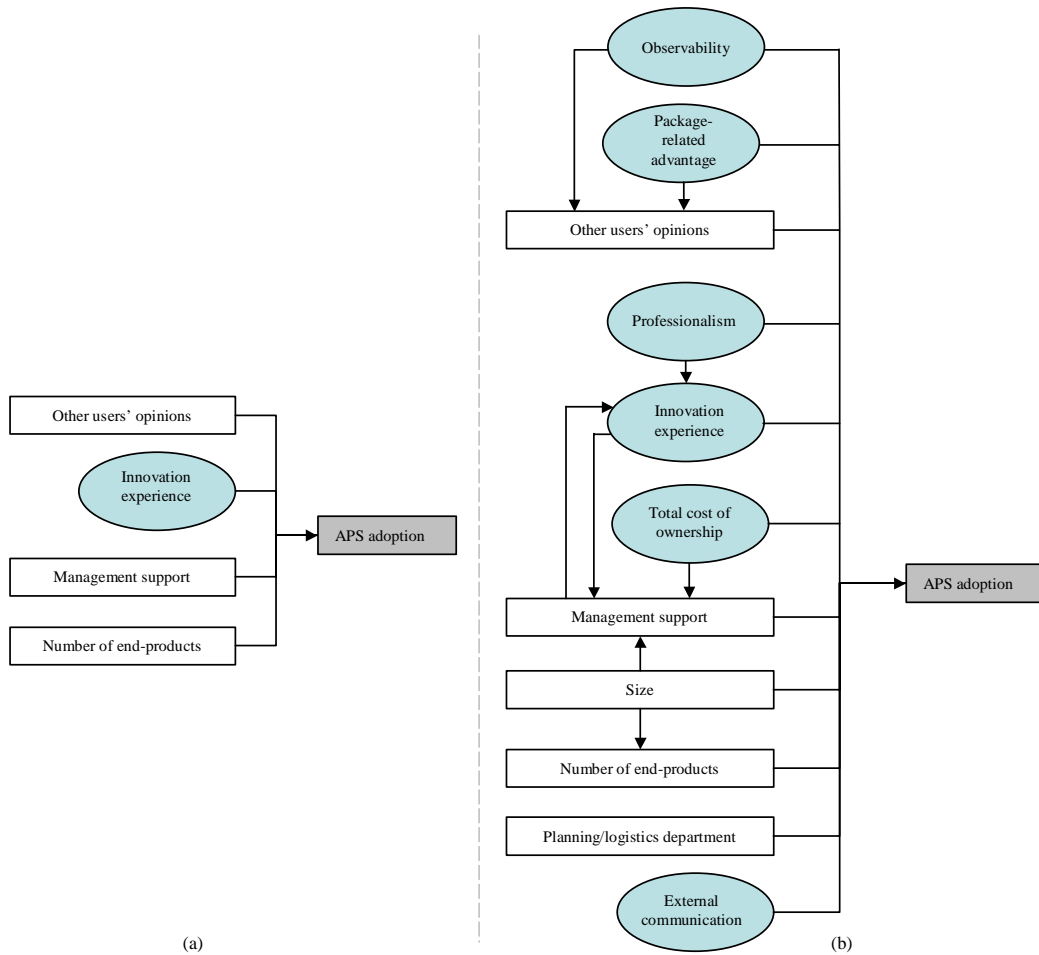 Other users’ opinions
Innovation
experience
Management support
Number of end-products
APS adoption
(a)
Observability
Package-
related
advantage
Other users’ opinions
Professionalism
Innovation
experience
Total cost of
ownership
Management support
Size
Number of end-products
Planning/logistics department
External
communication
APS adoption
(b)